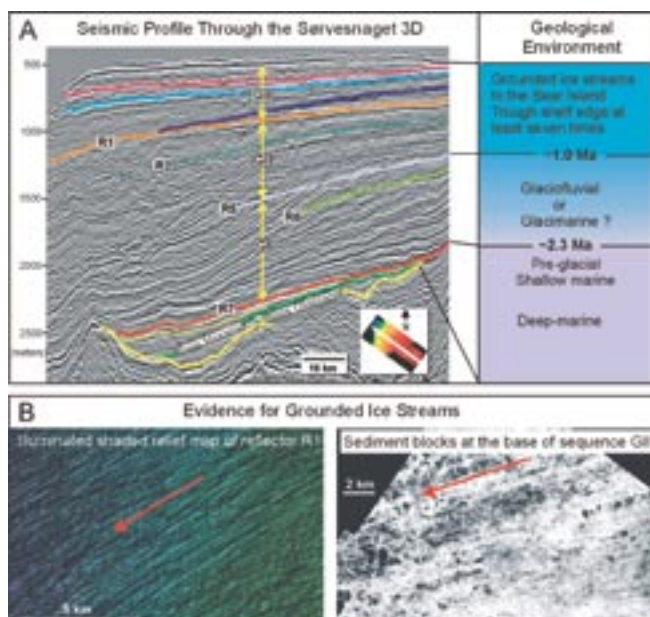 A
Seismic Profile Through the Sørvesnaget 3D
Geological
Environment
500
1000
1500
2000
2500
meters
R1
R5
R6
R7
10 km
Grounded ice streams
to the Bear Island
Trough shelf edge at
least seven times
~1.0 Ma
Glaciofluvial
or
Glacimarine ?
~2.3 Ma
Pre-glacial
Shallow marine
Deep-marine
B
Evidence for Grounded Ice Streams
Illuminated shaded relief map of reflector R1
5 km
Sediment blocks at the base of sequence GII
2 km